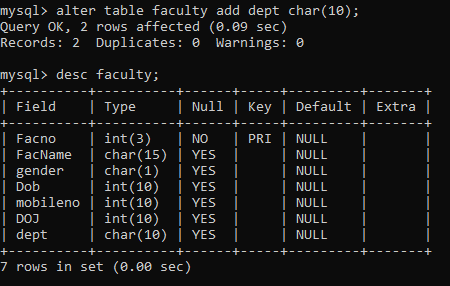 mysql> alter table faculty add dept char(10);
Query OK, 2 rows affected (0.09 sec)
Records: 2  Duplicates: 0  Warnings: 0

mysql> desc faculty;
+----------+----------+------+-----+---------+-------+
| Field    | Type     | Null | Key | Default | Extra |
+----------+----------+------+-----+---------+-------+
| Facno    | int(3)   | NO   | PRI | NULL    |       |
| FacName  | char(15) | YES  |     | NULL    |       |
| gender   | char(1)  | YES  |     | NULL    |       |
| Dob      | int(10)  | YES  |     | NULL    |       |
| mobileno | int(10)  | YES  |     | NULL    |       |
| DOJ      | int(10)  | YES  |     | NULL    |       |
| dept     | char(10) | YES  |     | NULL    |       |
+----------+----------+------+-----+---------+-------+
7 rows in set (0.00 sec)